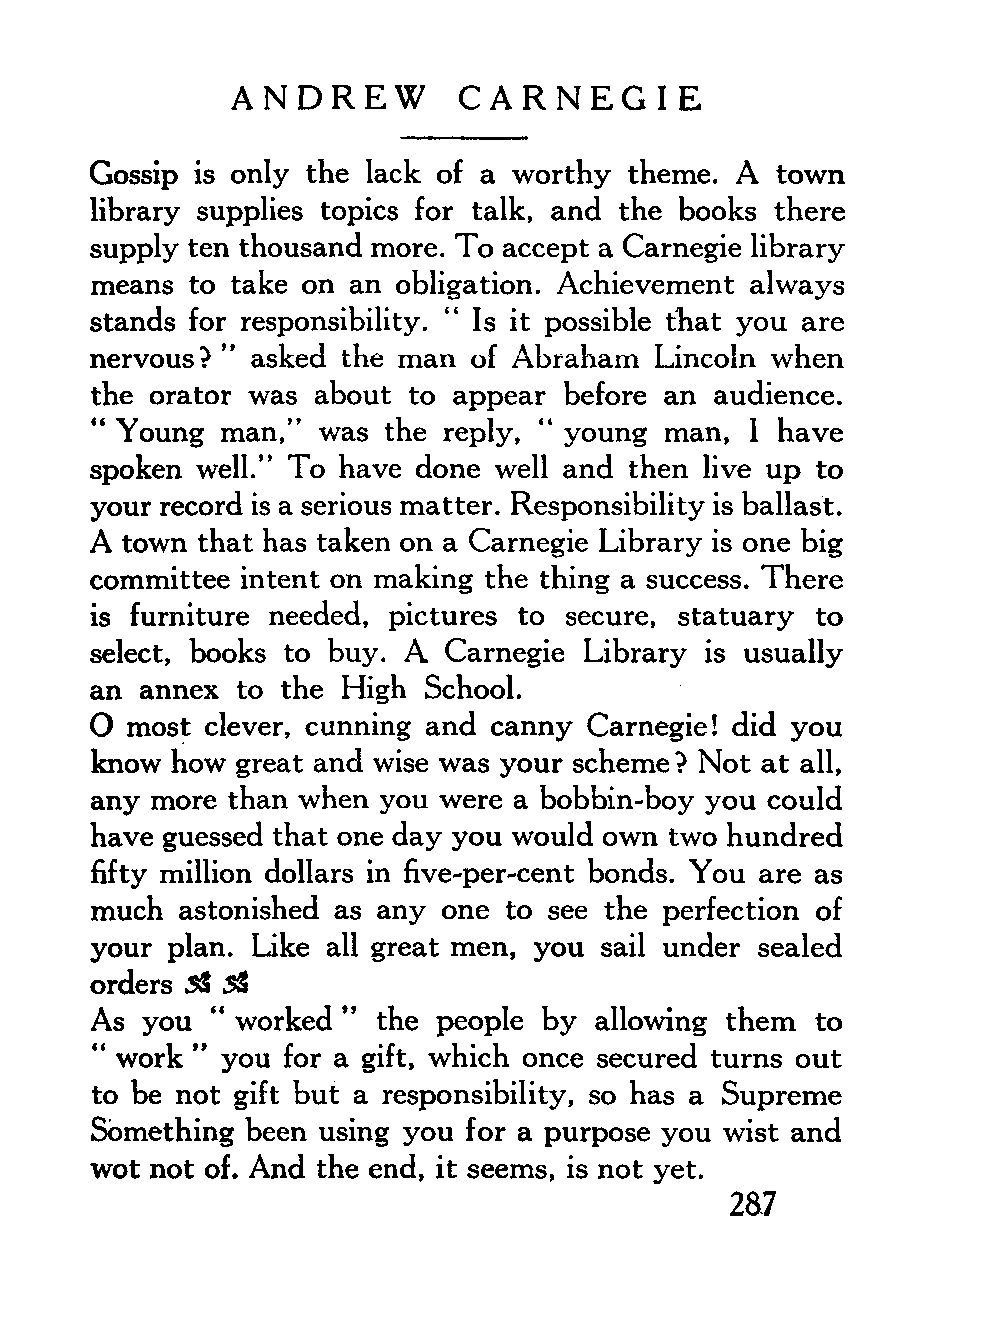 ANDREW CARNEGIE
Gossip is only the lack of a worthy theme. A town
library supplies topics for talk, and the books there
supply ten thousand more. To accept a Carnegie library
means to take on an obligation. Achievement always
stands for responsibility. “ Is it possible that you are
nervous? ” asked the man of Abraham Lincoln when
the orator was about to appear before an audience.
“ Young man,” was the reply, “ young man, I have
spoken well.” To have done well and then live up to
your record is a serious matter. Responsibility is ballast.
A town that has taken on a Carnegie Library is one big
committee intent on making the thing a success. There
is furniture needed, pictures to secure, statuary to
select, books to buy. A Carnegie Library is usually
an annex to the High School.
O most clever, cunning and canny Carnegie! did you
know how great and wise was your scheme? Not at all,
any more than when you were a bobbin-boy you could
have guessed that one day you would own two hundred
fifty million dollars in five-per-cent bonds. You are as
much astonished as any one to see the perfection of
your plan. Like all great men, you sail under sealed
orders
As you “ worked ” the people by allowing them to
“ work ” you for a gift, which once secured turns out
to be not gift but a responsibility, so has a Supreme
Something been using you for a purpose you wist and
wot not of. And the end, it seems, is not yet.
287